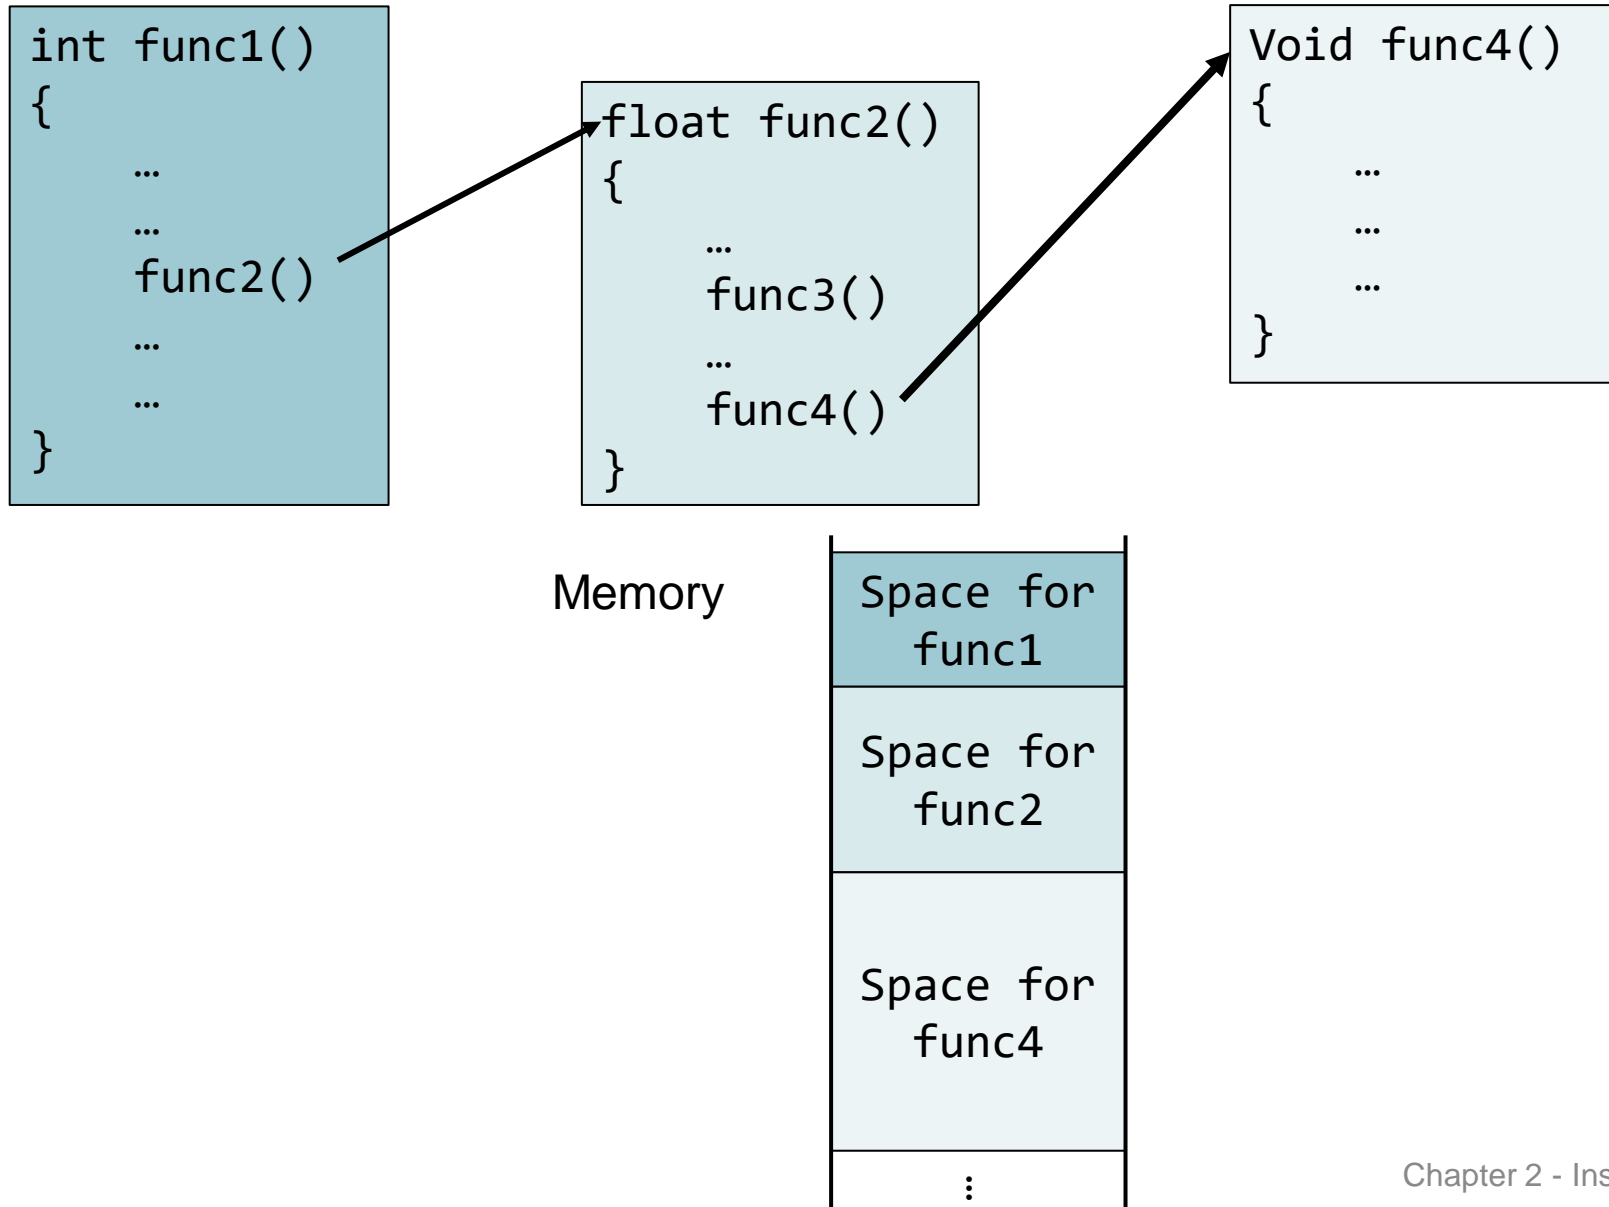 int func1()
{
…
…
func2()
…
…
}
float func2()
{
…
func3()
…
func4()
}
Void func4()
{
…
…
…
}
Memory
Space for
func1
Space for
func2
Space for
func4
…
Chapter 2 - Ins